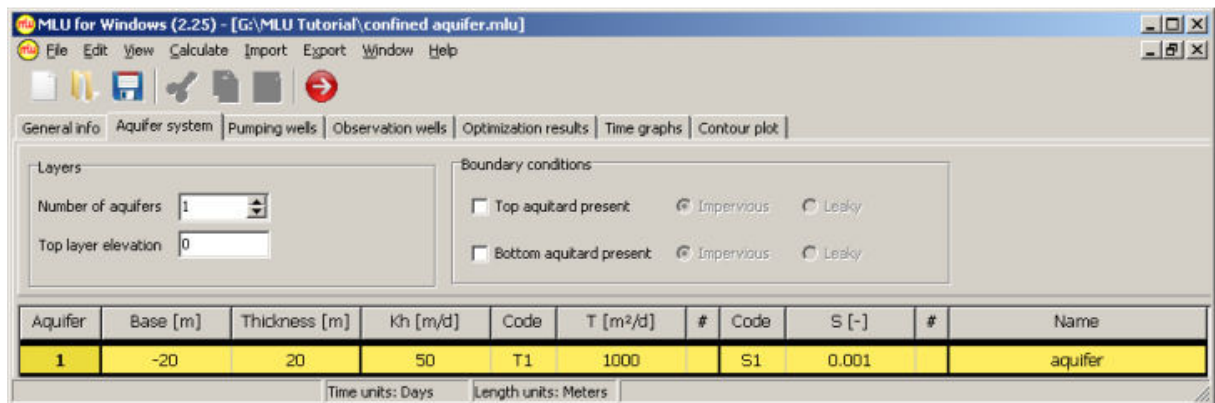 MLU for Windows (2.25) - [G:\MLU Tutorial\confined aquifer.mlu]
File Edit View Calculate Import Export Window Help
General info Aquifer system Pumping wells Observation wells Optimization results Time graphs Contour plot
Layers Boundary conditions
Number of aquifers 1 Top aquitard present Impervious Leaky
Top layer elevation 0 Bottom aquitard present Impervious Leaky
Aquifer Base [m] Thickness [m] Kh [m/d] Code T [m²/d] # Code S [-] # Name
1 -20 20 50 T1 1000 S1 0.001 aquifer
Time units: Days Length units: Meters